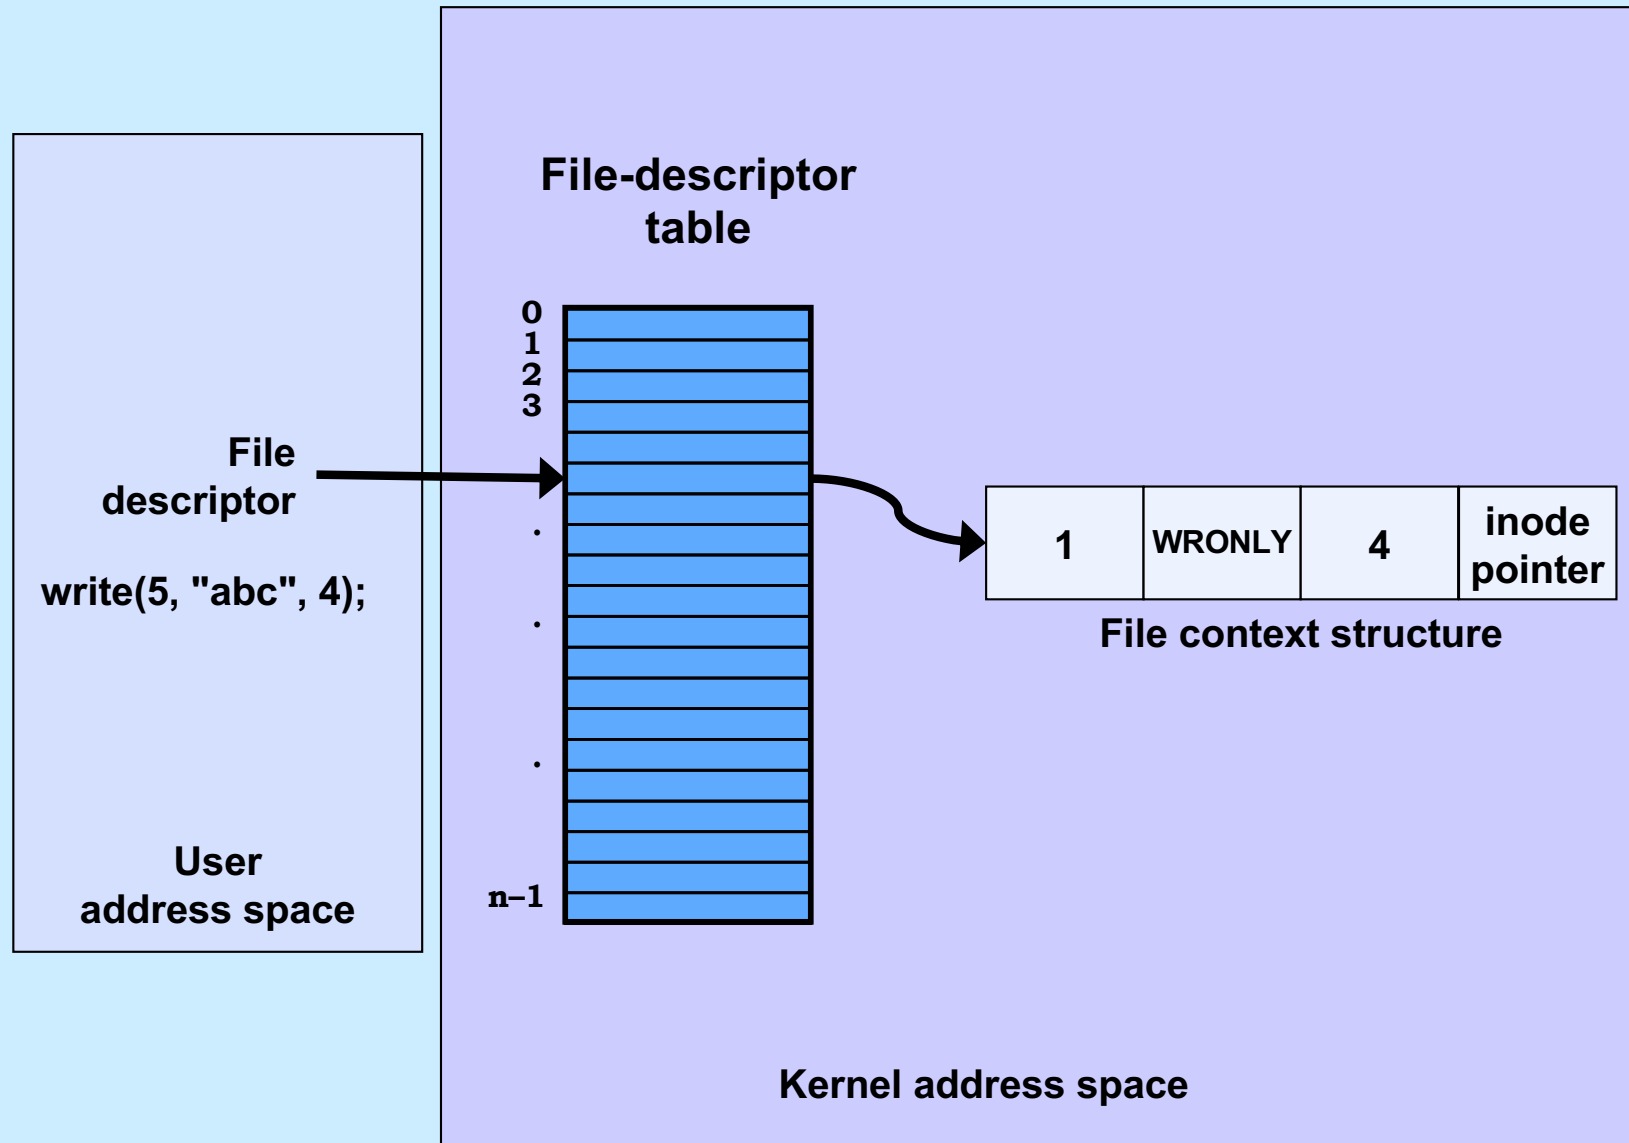 File-descriptor
table
0
1
2
3
.
.
.
n–1
File
descriptor
write(5, "abc", 4);
User
address space
1
WRONLY
4
inode
pointer
File context structure
Kernel address space